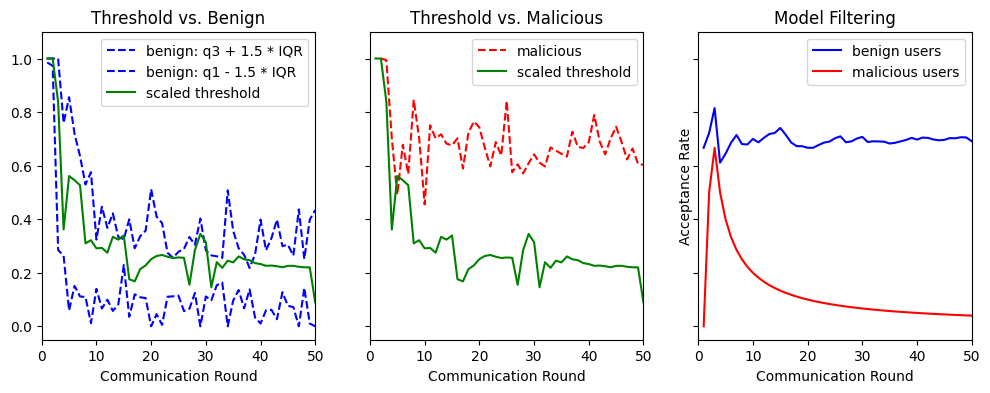 Threshold vs. Benign
benign: q3 + 1.5 * IQR
benign: q1 - 1.5 * IQR
scaled threshold
1.0
0.8
0.6
0.4
0.2
0.0
0
10
20
30
40
50
Communication Round
Threshold vs. Malicious
malicious
scaled threshold
0
10
20
30
40
50
Communication Round
Model Filtering
benign users
malicious users
Acceptance Rate
0
10
20
30
40
50
Communication Round